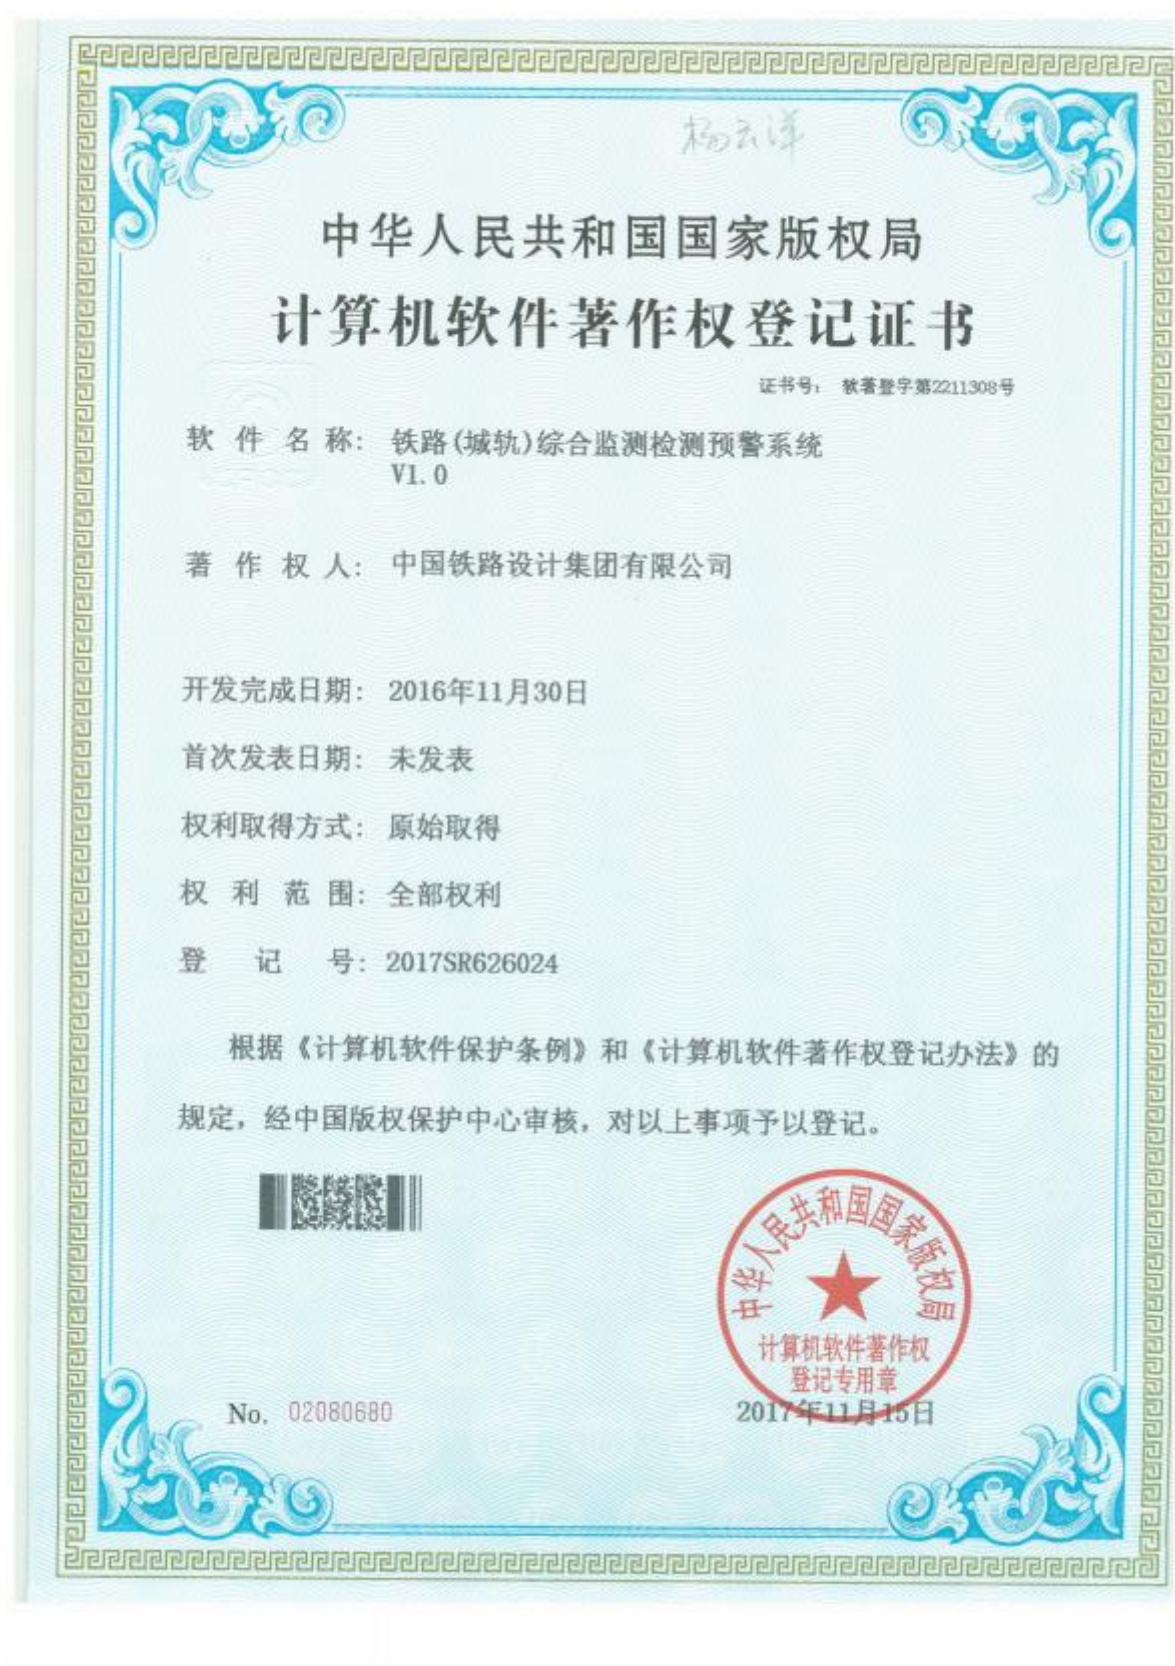 杨云洋
中华人民共和国国家版权局
计算机软件著作权登记证书
证书号： 软著登字第2211308号
软件名称： 铁路(城轨)综合监测检测预警系统
V1.0
著作权人： 中国铁路设计集团有限公司
开发完成日期： 2016年11月30日
首次发表日期： 未发表
权利取得方式： 原始取得
权利范围： 全部权利
登记号： 2017SR626024
根据《计算机软件保护条例》和《计算机软件著作权登记办法》的
规定，经中国版权保护中心审核，对以上事项予以登记。
中华人民共和国国家版权局
计算机软件著作权
登记专用章
No. 02080680
2017年11月15日